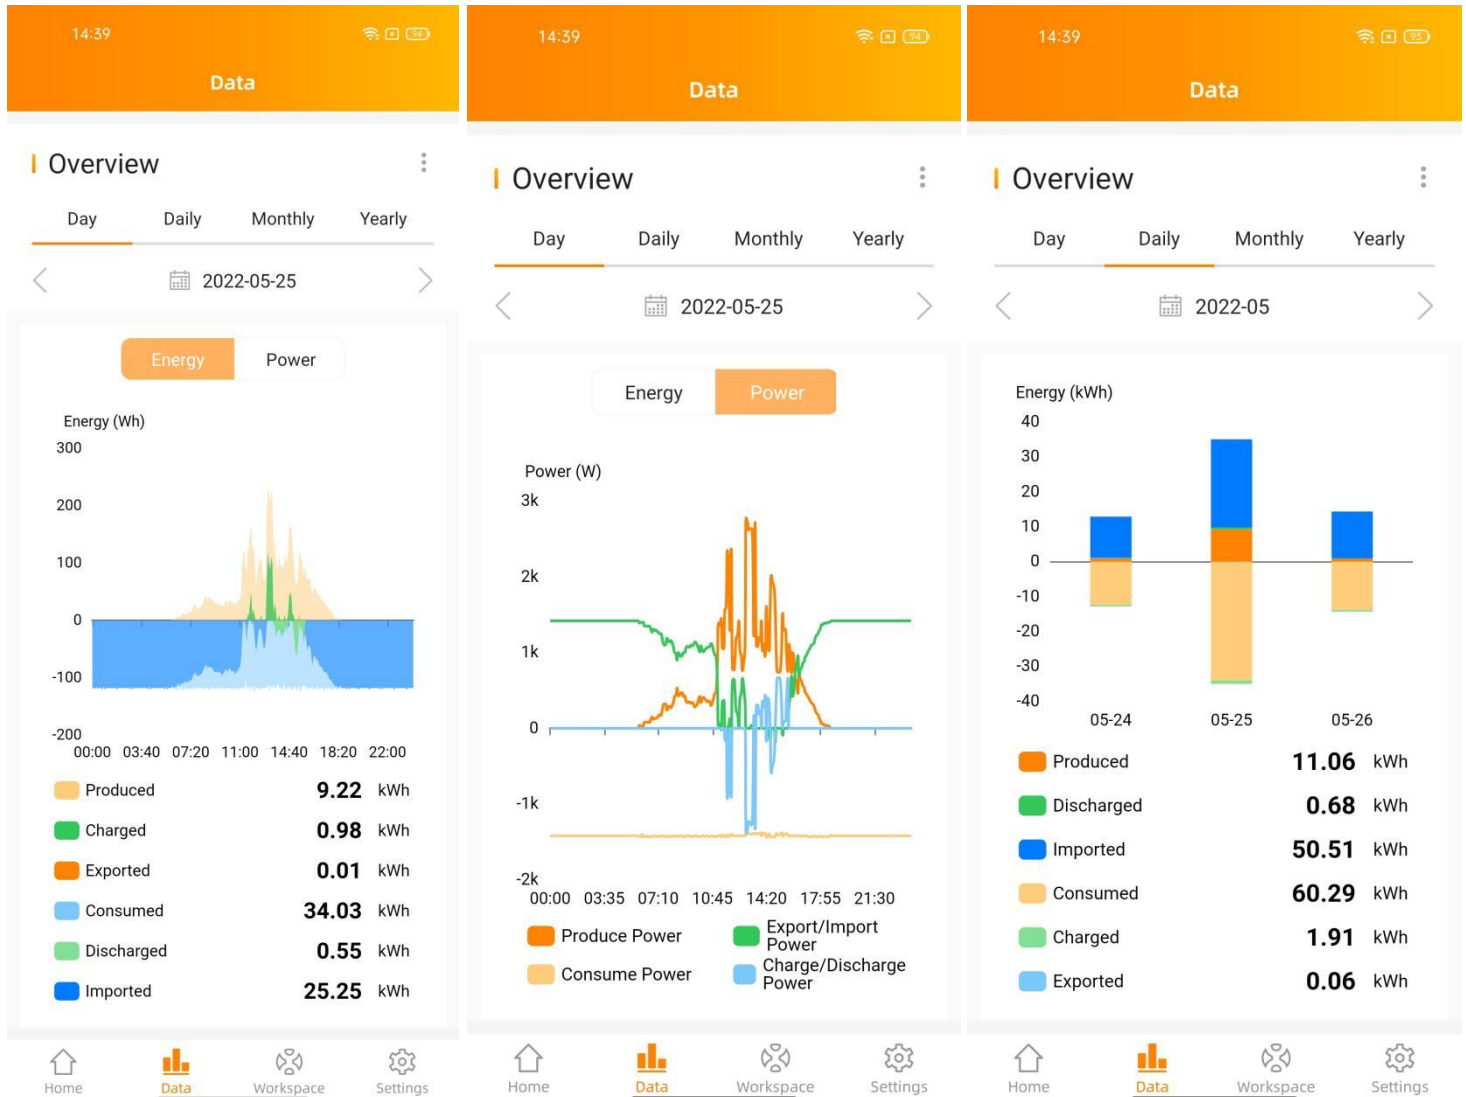 14:39
94
Data
Overview
Day Daily Monthly Yearly
2022-05-25
Energy Power
Energy (Wh)
300
200
100
0
-100
-200
00:00 03:40 07:20 11:00 14:40 18:20 22:00
Produced 9.22 kWh
Charged 0.98 kWh
Exported 0.01 kWh
Consumed 34.03 kWh
Discharged 0.55 kWh
Imported 25.25 kWh
Home Data Workspace Settings
14:39
94
Data
Overview
Day Daily Monthly Yearly
2022-05-25
Energy Power
Power (W)
3k
2k
1k
0
-1k
-2k
00:00 03:35 07:10 10:45 14:20 17:55 21:30
Produce Power
Export/Import
Power
Consume Power
Charge/Discharge
Power
Home Data Workspace Settings
14:39
93
Data
Overview
Day Daily Monthly Yearly
2022-05
Energy (kWh)
40
30
20
10
0
-10
-20
-30
-40
05-24 05-25 05-26
Produced 11.06 kWh
Discharged 0.68 kWh
Imported 50.51 kWh
Consumed 60.29 kWh
Charged 1.91 kWh
Exported 0.06 kWh
Home Data Workspace Settings